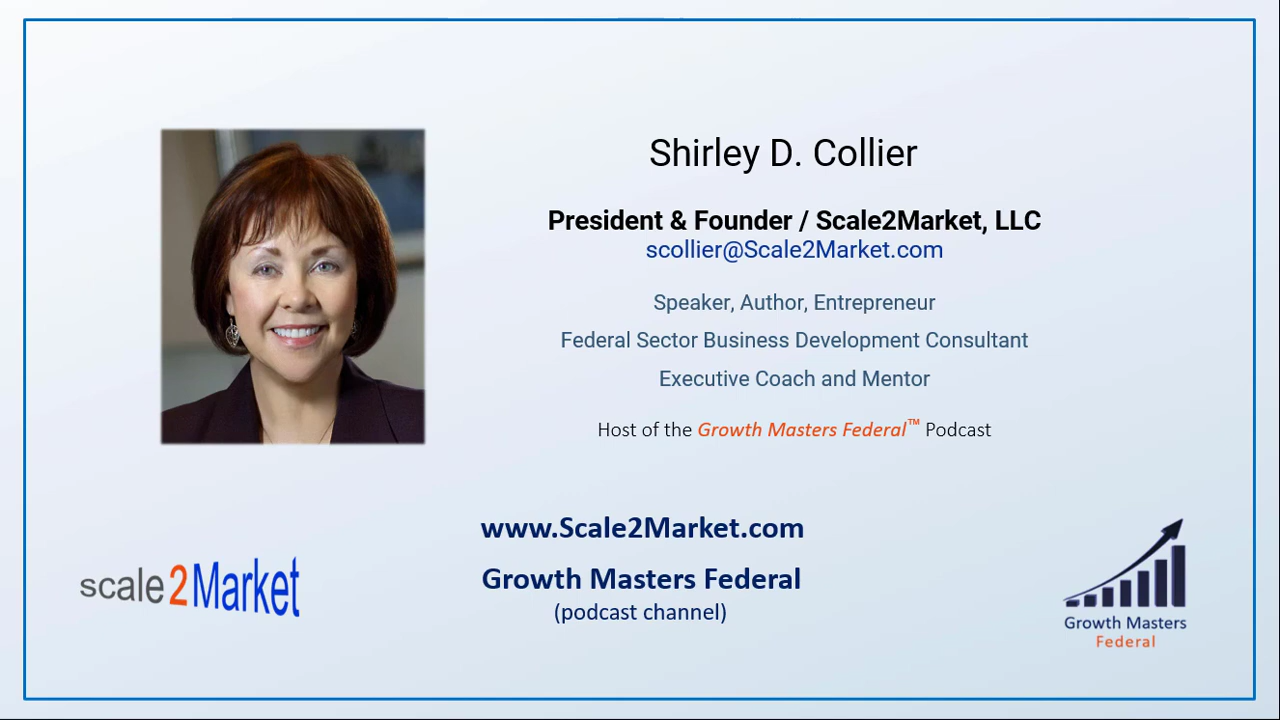 Shirley D. Collier
President & Founder / Scale2Market, LLC
scollier@Scale2Market.com
Speaker, Author, Entrepreneur
Federal Sector Business Development Consultant
Executive Coach and Mentor
Host of the Growth Masters Federal™ Podcast
www.Scale2Market.com
Growth Masters Federal
(podcast channel)
scale2Market
Growth Masters
Federal